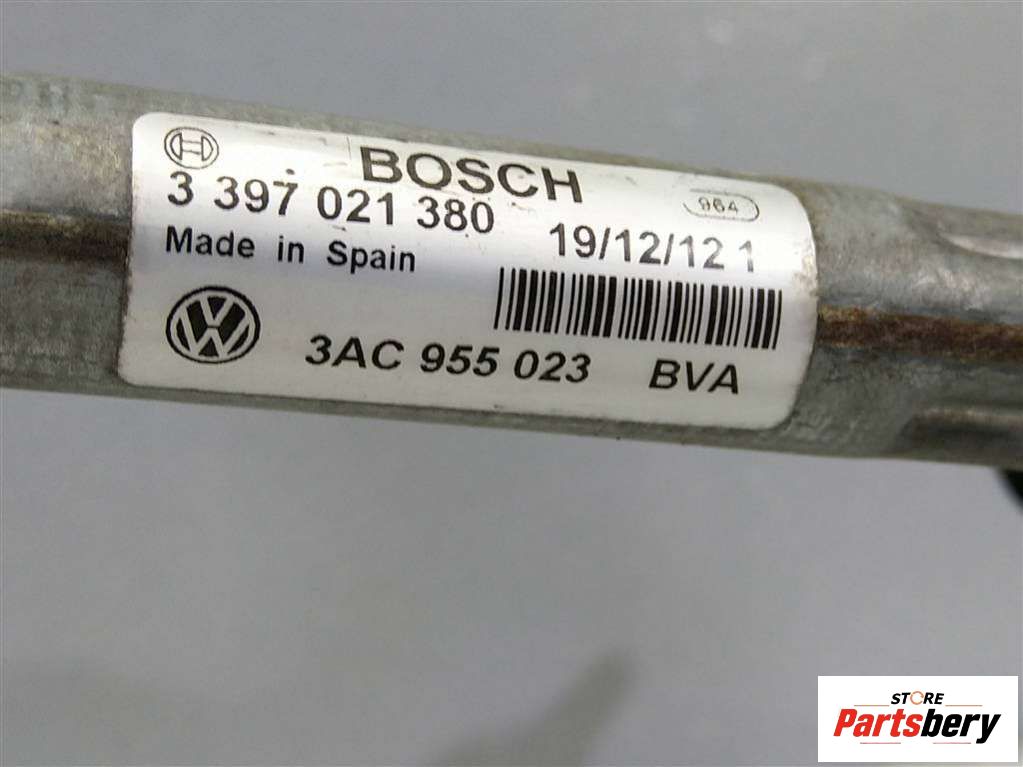 BOSCH
964
3 397 021 380
19/12/12 1
Made in Spain
3AC 955 023 BVA
STORE
Partsbery